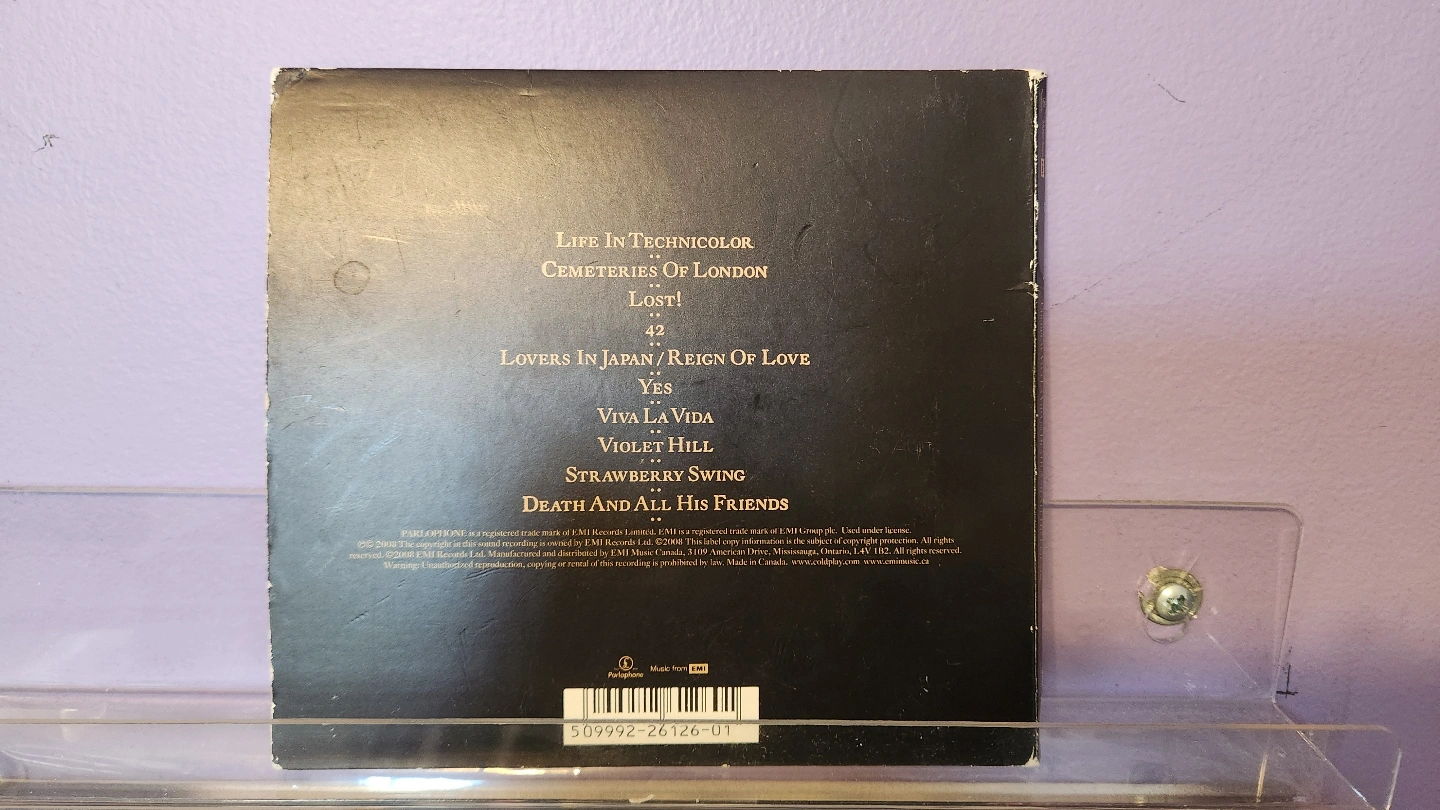 LIFE IN TECHNICOLOR
CEMETERIES OF LONDON
LOST!
42
LOVERS IN JAPAN / REIGN OF LOVE
YES
VIVA LA VIDA
VIOLET HILL
STRAWBERRY SWING
DEATH AND ALL HIS FRIENDS
PARLOPHONE is a registered trade mark of EMI Records Limited. EMI is a registered trade mark of EMI Group plc. Used under license.
℗© 2008 The copyright in this sound recording is owned by EMI Records Ltd. ©2008 This label copy information is the subject of copyright protection. All rights
reserved. ©2008 EMI Records Ltd. Manufactured and distributed by EMI Music Canada, 3109 American Drive, Mississauga, Ontario, L4V 1B2. All rights reserved.
Warning: Unauthorized reproduction, copying or rental of this recording is prohibited by law. Made in Canada. www.coldplay.com www.emimusic.ca
Parlophone Music from EMI
509992-26126-01